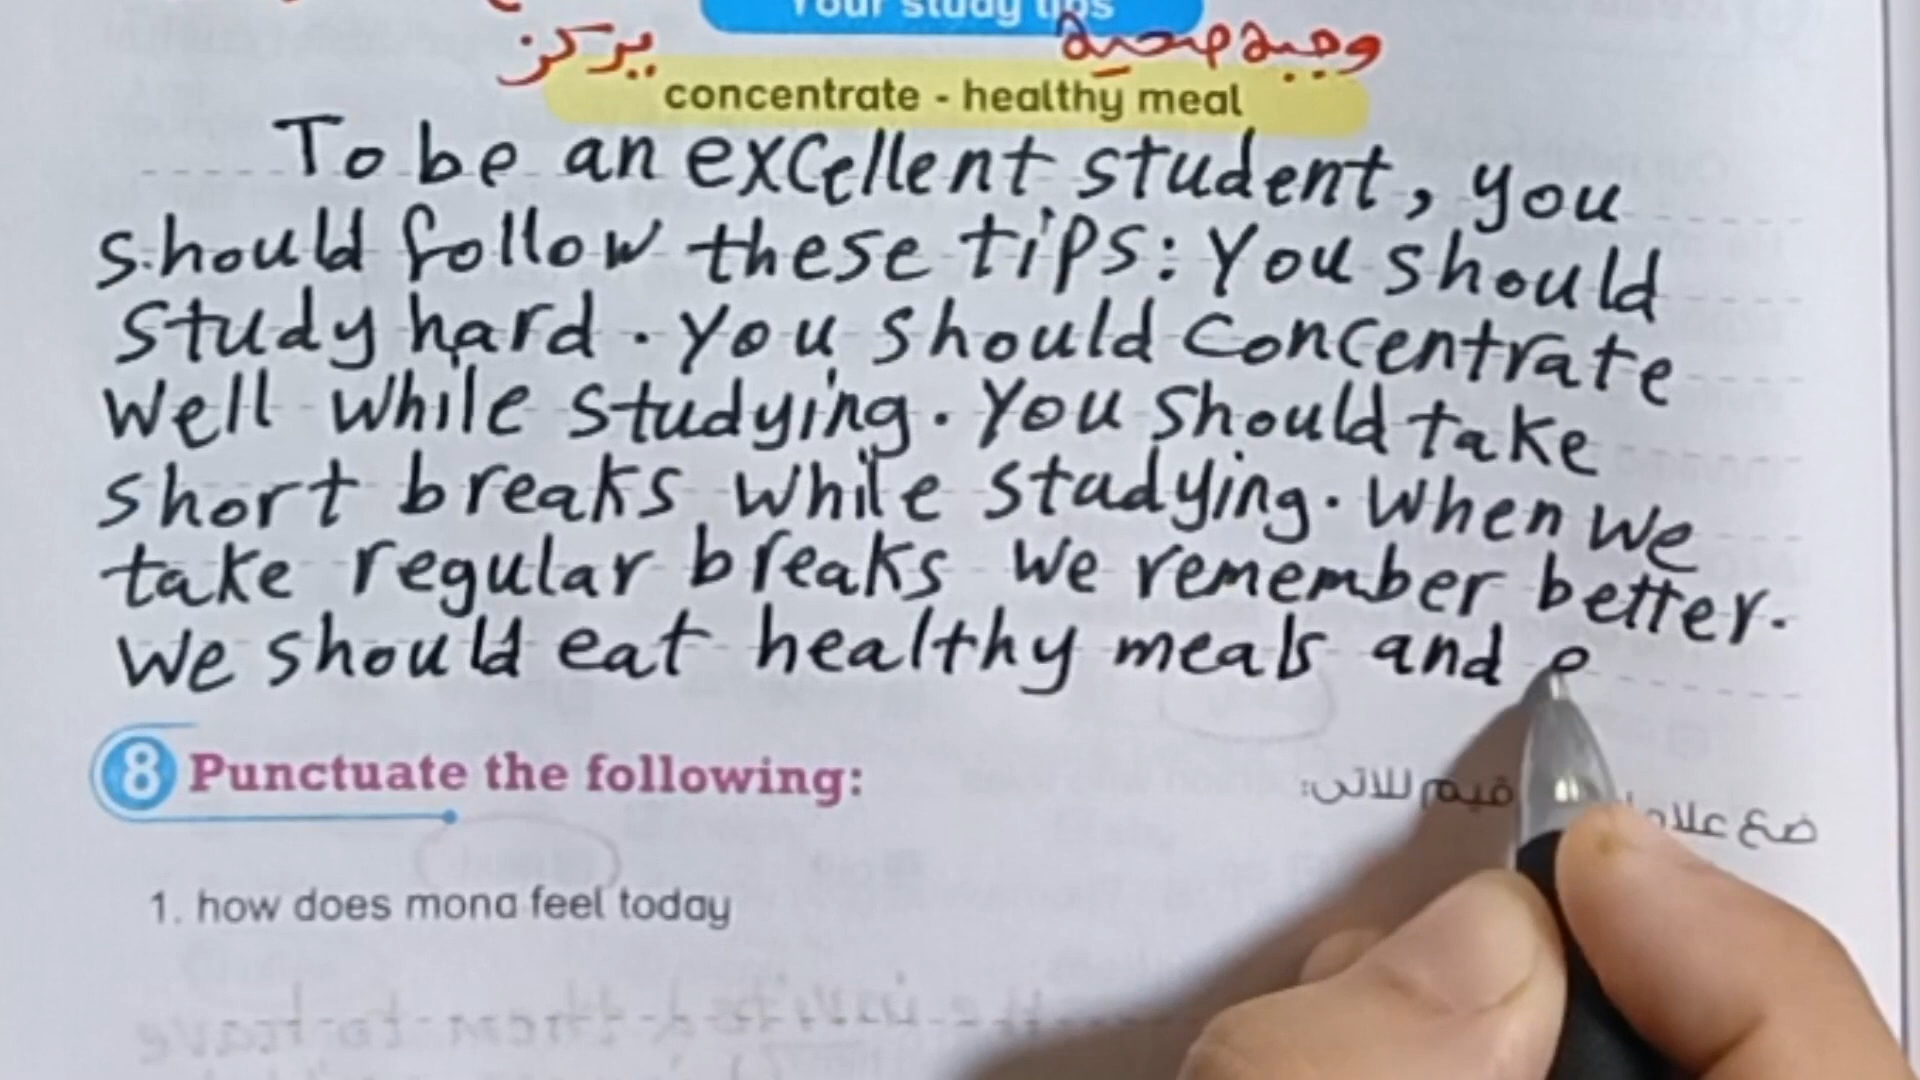 Your study tips
يركز وجبة صحية
concentrate - healthy meal
To be an excellent student, you
should follow these tips: You should
study hard. You should concentrate
well while studying. You should take
short breaks while studying. When we
take regular breaks we remember better.
We should eat healthy meals and e
8 Punctuate the following:
ضع علا قيم للاتى:
1. how does mona feel today